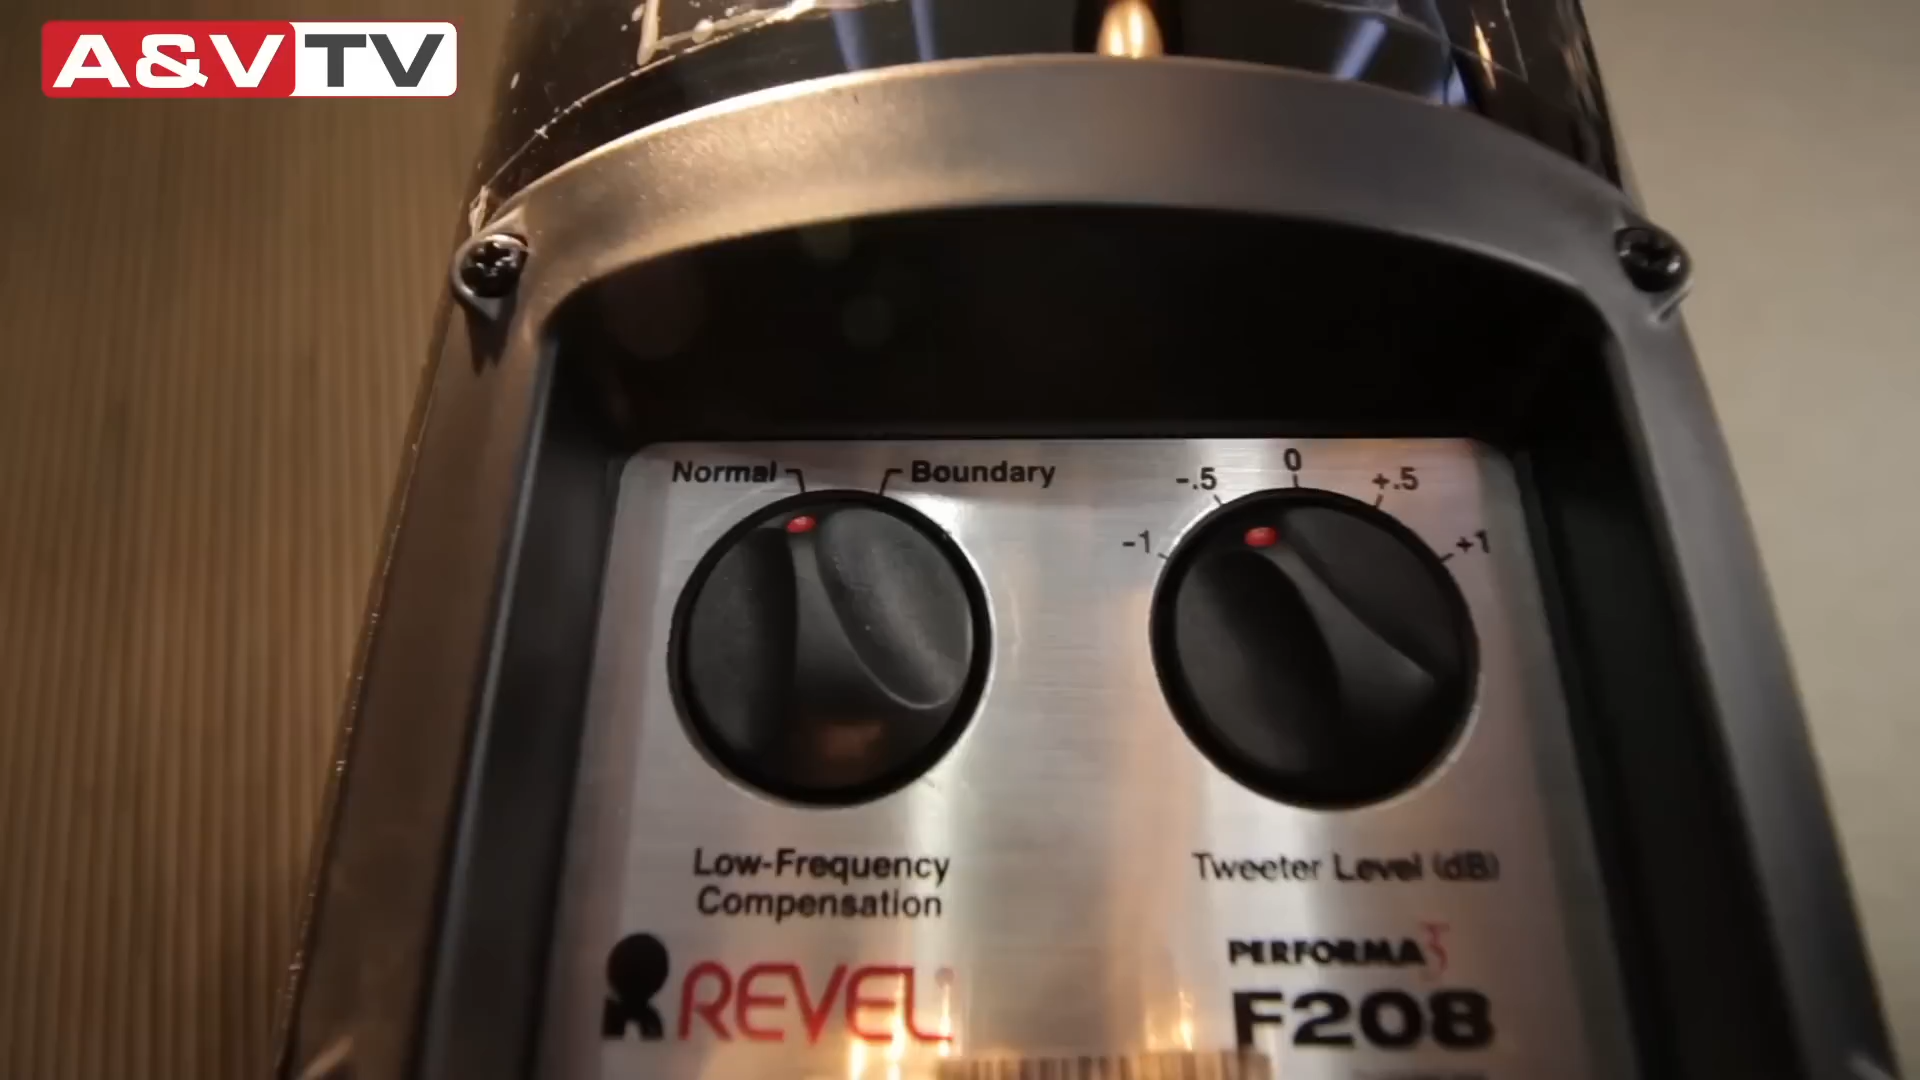 A&VTV
Normal
Boundary
-1
-.5
0
+.5
+1
Low-Frequency
Compensation
Tweeter Level (dB)
REVEL
PERFORMA3
F208